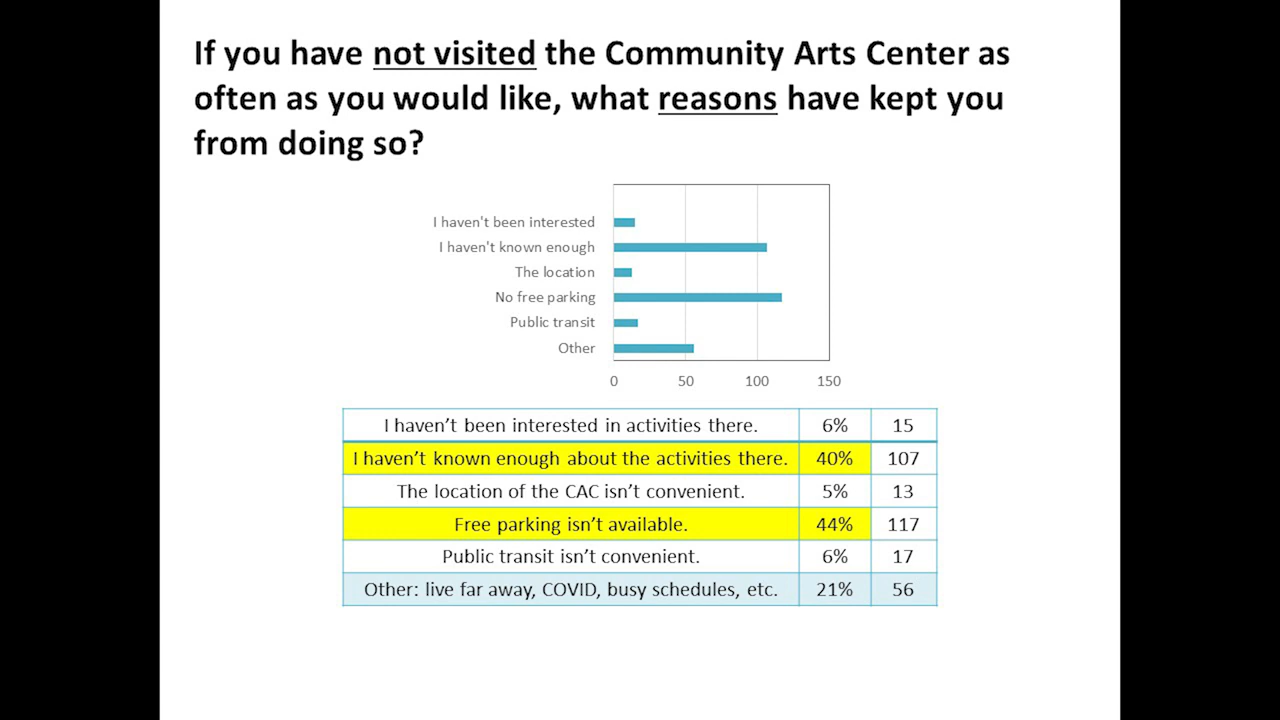 If you have not visited the Community Arts Center as
often as you would like, what reasons have kept you
from doing so?
I haven't been interested
I haven't known enough
The location
No free parking
Public transit
Other
0 50 100 150
I haven’t been interested in activities there. 6% 15
I haven’t known enough about the activities there. 40% 107
The location of the CAC isn’t convenient. 5% 13
Free parking isn’t available. 44% 117
Public transit isn’t convenient. 6% 17
Other: live far away, COVID, busy schedules, etc. 21% 56